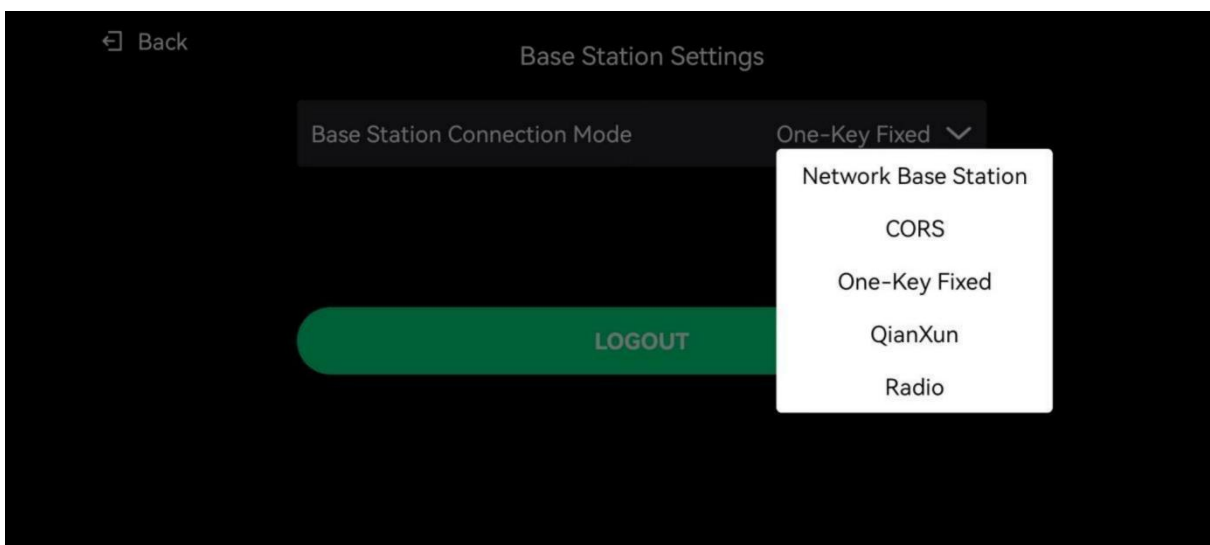 Back
Base Station Settings
Base Station Connection Mode
One-Key Fixed
Network Base Station
CORS
One-Key Fixed
QianXun
Radio
LOGOUT